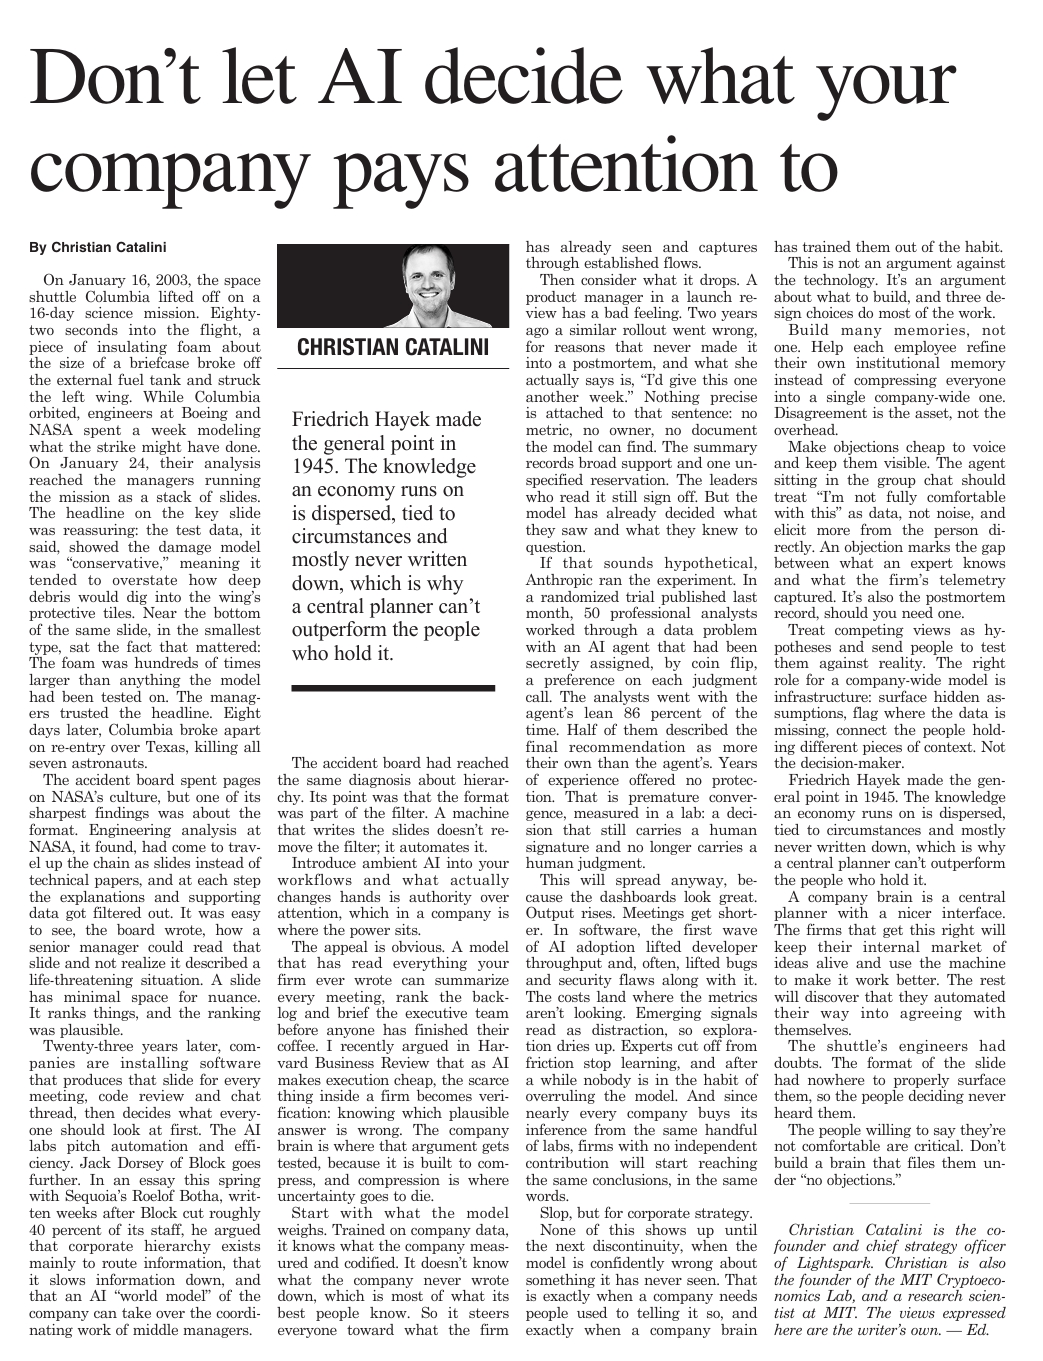 Don’t let AI decide what your
company pays attention to
By Christian Catalini
On January 16, 2003, the space
shuttle Columbia lifted off on a
16-day science mission. Eighty-
two seconds into the flight, a
piece of insulating foam about
the size of a briefcase broke off
the external fuel tank and struck
the left wing. While Columbia
orbited, engineers at Boeing and
NASA spent a week modeling
what the strike might have done.
On January 24, their analysis
reached the managers running
the mission as a stack of slides.
The headline on the key slide
was reassuring: the test data, it
said, showed the damage model
was “conservative,” meaning it
tended to overstate how deep
debris would dig into the wing’s
protective tiles. Near the bottom
of the same slide, in the smallest
type, sat the fact that mattered:
The foam was hundreds of times
larger than anything the model
had been tested on. The manag-
ers trusted the headline. Eight
days later, Columbia broke apart
on re-entry over Texas, killing all
seven astronauts.
The accident board spent pages
on NASA’s culture, but one of its
sharpest findings was about the
format. Engineering analysis at
NASA, it found, had come to trav-
el up the chain as slides instead of
technical papers, and at each step
the explanations and supporting
data got filtered out. It was easy
to see, the board wrote, how a
senior manager could read that
slide and not realize it described a
life-threatening situation. A slide
has minimal space for nuance.
It ranks things, and the ranking
was plausible.
Twenty-three years later, com-
panies are installing software
that produces that slide for every
meeting, code review and chat
thread, then decides what every-
one should look at first. The AI
labs pitch automation and effi-
ciency. Jack Dorsey of Block goes
further. In an essay this spring
with Sequoia’s Roelof Botha, writ-
ten weeks after Block cut roughly
40 percent of its staff, he argued
that corporate hierarchy exists
mainly to route information, that
it slows information down, and
that an AI “world model” of the
company can take over the coordi-
nating work of middle managers.
CHRISTIAN CATALINI
Friedrich Hayek made
the general point in
1945. The knowledge
an economy runs on
is dispersed, tied to
circumstances and
mostly never written
down, which is why
a central planner can’t
outperform the people
who hold it.
The accident board had reached
the same diagnosis about hierar-
chy. Its point was that the format
was part of the filter. A machine
that writes the slides doesn’t re-
move the filter; it automates it.
Introduce ambient AI into your
workflows and what actually
changes hands is authority over
attention, which in a company is
where the power sits.
The appeal is obvious. A model
that has read everything your
firm ever wrote can summarize
every meeting, rank the back-
log and brief the executive team
before anyone has finished their
coffee. I recently argued in Har-
vard Business Review that as AI
makes execution cheap, the scarce
thing inside a firm becomes veri-
fication: knowing which plausible
answer is wrong. The company
brain is where that argument gets
tested, because it is built to com-
press, and compression is where
uncertainty goes to die.
Start with what the model
weighs. Trained on company data,
it knows what the company meas-
ured and codified. It doesn’t know
what the company never wrote
down, which is most of what its
best people know. So it steers
everyone toward what the firm
has already seen and captures
through established flows.
Then consider what it drops. A
product manager in a launch re-
view has a bad feeling. Two years
ago a similar rollout went wrong,
for reasons that never made it
into a postmortem, and what she
actually says is, “I’d give this one
another week.” Nothing precise
is attached to that sentence: no
metric, no owner, no document
the model can find. The summary
records broad support and one un-
specified reservation. The leaders
who read it still sign off. But the
model has already decided what
they saw and what they knew to
question.
If that sounds hypothetical,
Anthropic ran the experiment. In
a randomized trial published last
month, 50 professional analysts
worked through a data problem
with an AI agent that had been
secretly assigned, by coin flip,
a preference on each judgment
call. The analysts went with the
agent’s lean 86 percent of the
time. Half of them described the
final recommendation as more
their own than the agent’s. Years
of experience offered no protec-
tion. That is premature conver-
gence, measured in a lab: a deci-
sion that still carries a human
signature and no longer carries a
human judgment.
This will spread anyway, be-
cause the dashboards look great.
Output rises. Meetings get short-
er. In software, the first wave
of AI adoption lifted developer
throughput and, often, lifted bugs
and security flaws along with it.
The costs land where the metrics
aren’t looking. Emerging signals
read as distraction, so explora-
tion dries up. Experts cut off from
friction stop learning, and after
a while nobody is in the habit of
overruling the model. And since
nearly every company buys its
inference from the same handful
of labs, firms with no independent
contribution will start reaching
the same conclusions, in the same
words.
Slop, but for corporate strategy.
None of this shows up until
the next discontinuity, when the
model is confidently wrong about
something it has never seen. That
is exactly when a company needs
people used to telling it so, and
exactly when a company brain
has trained them out of the habit.
This is not an argument against
the technology. It’s an argument
about what to build, and three de-
sign choices do most of the work.
Build many memories, not
one. Help each employee refine
their own institutional memory
instead of compressing everyone
into a single company-wide one.
Disagreement is the asset, not the
overhead.
Make objections cheap to voice
and keep them visible. The agent
sitting in the group chat should
treat “I’m not fully comfortable
with this” as data, not noise, and
elicit more from the person di-
rectly. An objection marks the gap
between what an expert knows
and what the firm’s telemetry
captured. It’s also the postmortem
record, should you need one.
Treat competing views as hy-
potheses and send people to test
them against reality. The right
role for a company-wide model is
infrastructure: surface hidden as-
sumptions, flag where the data is
missing, connect the people hold-
ing different pieces of context. Not
the decision-maker.
Friedrich Hayek made the gen-
eral point in 1945. The knowledge
an economy runs on is dispersed,
tied to circumstances and mostly
never written down, which is why
a central planner can’t outperform
the people who hold it.
A company brain is a central
planner with a nicer interface.
The firms that get this right will
keep their internal market of
ideas alive and use the machine
to make it work better. The rest
will discover that they automated
their way into agreeing with
themselves.
The shuttle’s engineers had
doubts. The format of the slide
had nowhere to properly surface
them, so the people deciding never
heard them.
The people willing to say they’re
not comfortable are critical. Don’t
build a brain that files them un-
der “no objections.”
Christian Catalini is the co-
founder and chief strategy officer
of Lightspark. Christian is also
the founder of the MIT Cryptoeco-
nomics Lab, and a research scien-
tist at MIT. The views expressed
here are the writer’s own. — Ed.